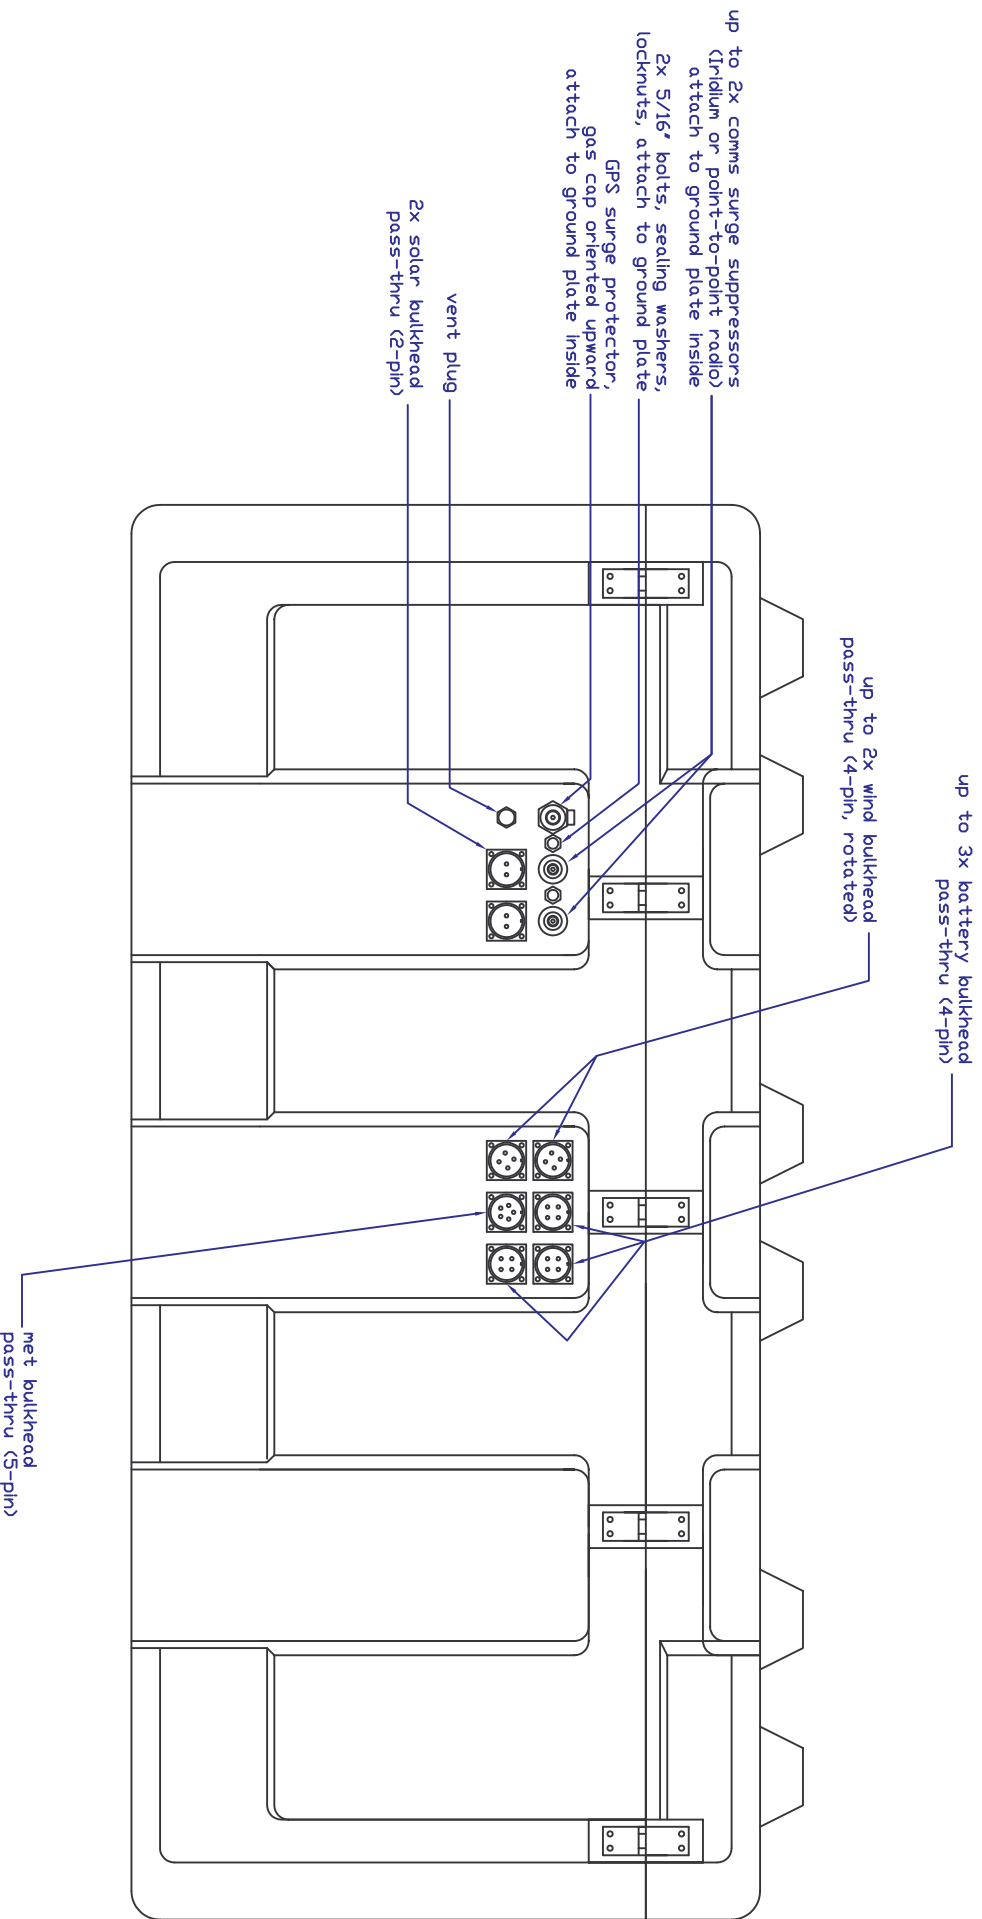 up to 2x comms surge suppressors
(Iridium or point-to-point radio)
attach to ground plate inside
2x 5/16" bolts, sealing washers,
locknuts, attach to ground plate
GPS surge protector,
gas cap oriented upward
attach to ground plate inside
vent plug
2x solar bulkhead
pass-thru (2-pin)
up to 2x wind bulkhead
pass-thru (4-pin, rotated)
up to 3x battery bulkhead
pass-thru (4-pin)
met bulkhead
pass-thru (5-pin)